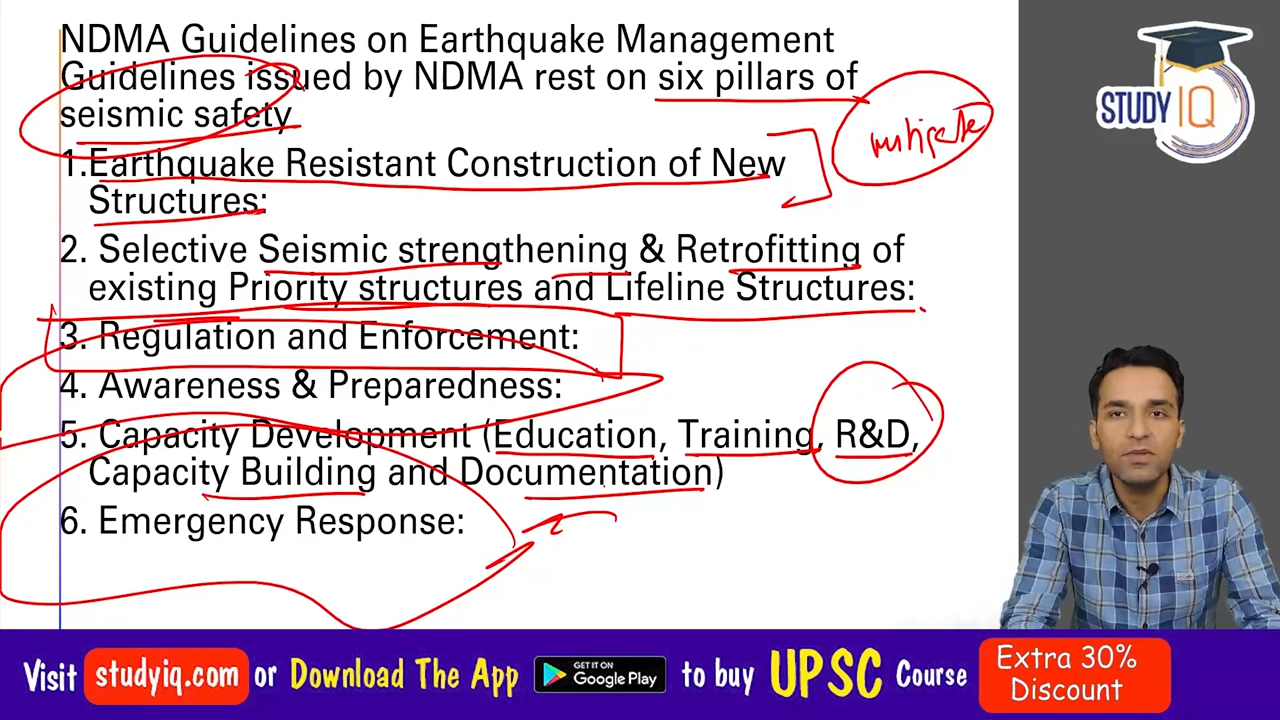 NDMA Guidelines on Earthquake Management
Guidelines issued by NDMA rest on six pillars of
seismic safety
mitigate
1.Earthquake Resistant Construction of New
Structures:
2. Selective Seismic strengthening & Retrofitting of
existing Priority structures and Lifeline Structures:
3. Regulation and Enforcement:
4. Awareness & Preparedness:
5. Capacity Development (Education, Training, R&D,
Capacity Building and Documentation)
6. Emergency Response:
STUDY IQ
Visit studyiq.com or Download The App GET IT ON Google Play to buy UPSC Course
Extra 30%
Discount